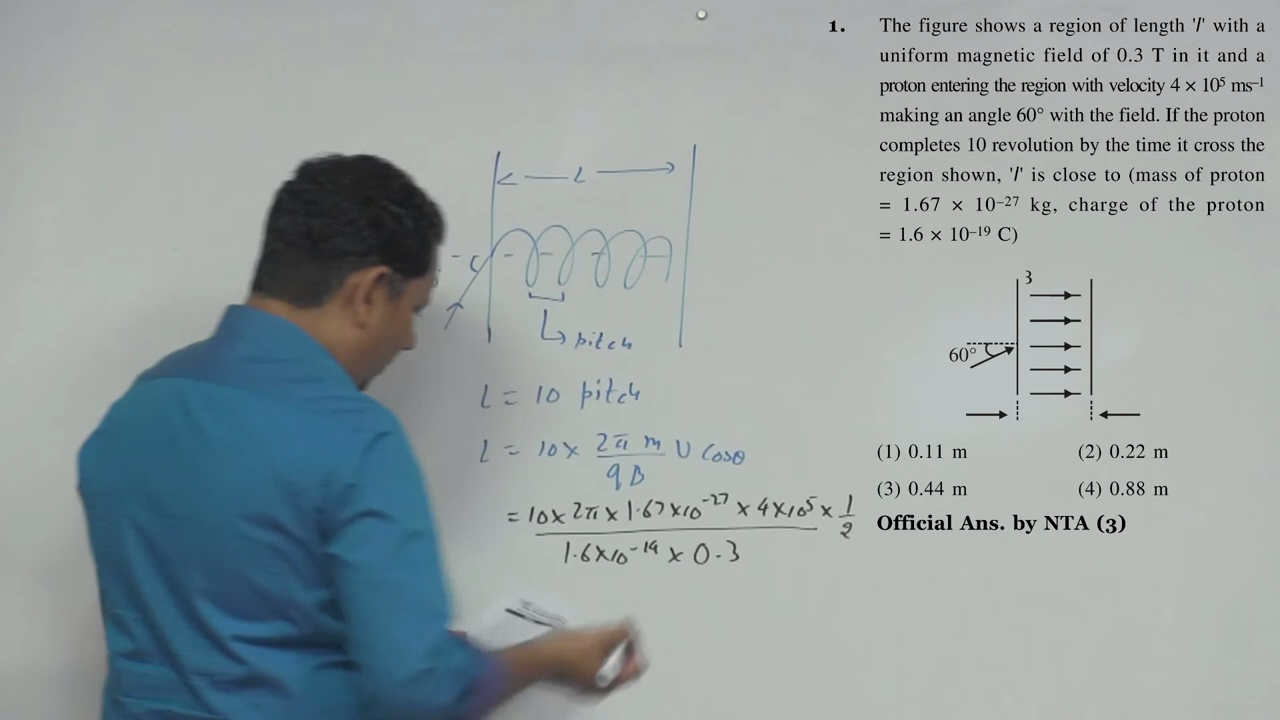 1. The figure shows a region of length 'l' with a
uniform magnetic field of 0.3 T in it and a
proton entering the region with velocity 4 × 10⁵ ms⁻¹
making an angle 60° with the field. If the proton
completes 10 revolution by the time it cross the
region shown, 'l' is close to (mass of proton
= 1.67 × 10⁻²⁷ kg, charge of the proton
= 1.6 × 10⁻¹⁹ C)
3
60°
(1) 0.11 m (2) 0.22 m
(3) 0.44 m (4) 0.88 m
Official Ans. by NTA (3)
L
pitch
l = 10 pitch
l = 10 × 2π m / qB U Cosθ
= 10 × 2π × 1.67 × 10⁻²⁷ × 4 × 10⁵ × 1/2
1.6 × 10⁻¹⁹ × 0.3